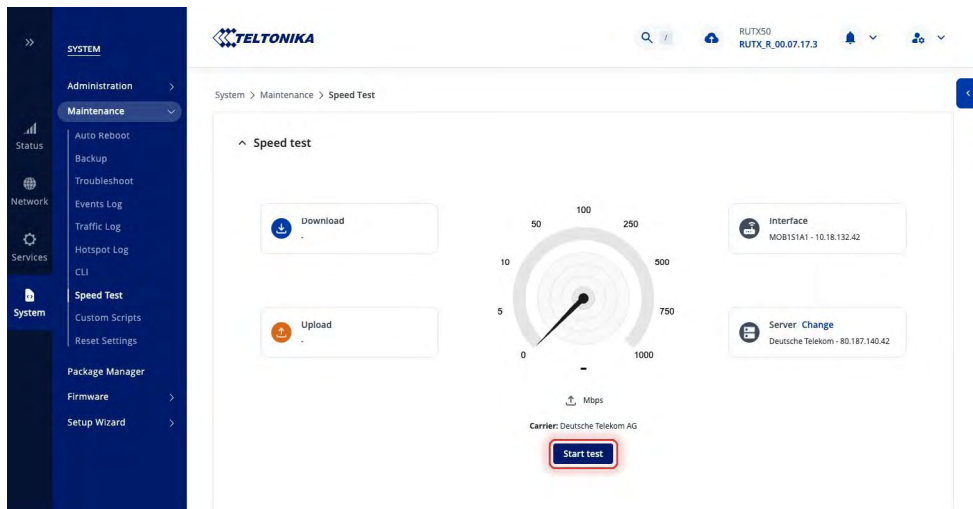 SYSTEM
Administration
Maintenance
Auto Reboot
Backup
Troubleshoot
Events Log
Traffic Log
Hotspot Log
CLI
Speed Test
Custom Scripts
Reset Settings
Package Manager
Firmware
Setup Wizard
Status
Network
Services
System
TELTONIKA
/
RUTX50
RUTX_R_00.07.17.3
System > Maintenance > Speed Test
Speed test
Download
-
Upload
-
0
5
10
50
100
250
500
750
1000
-
Mbps
Carrier: Deutsche Telekom AG
Start test
Interface
MOB1S1A1 - 10.18.132.42
Server Change
Deutsche Telekom - 80.187.140.42